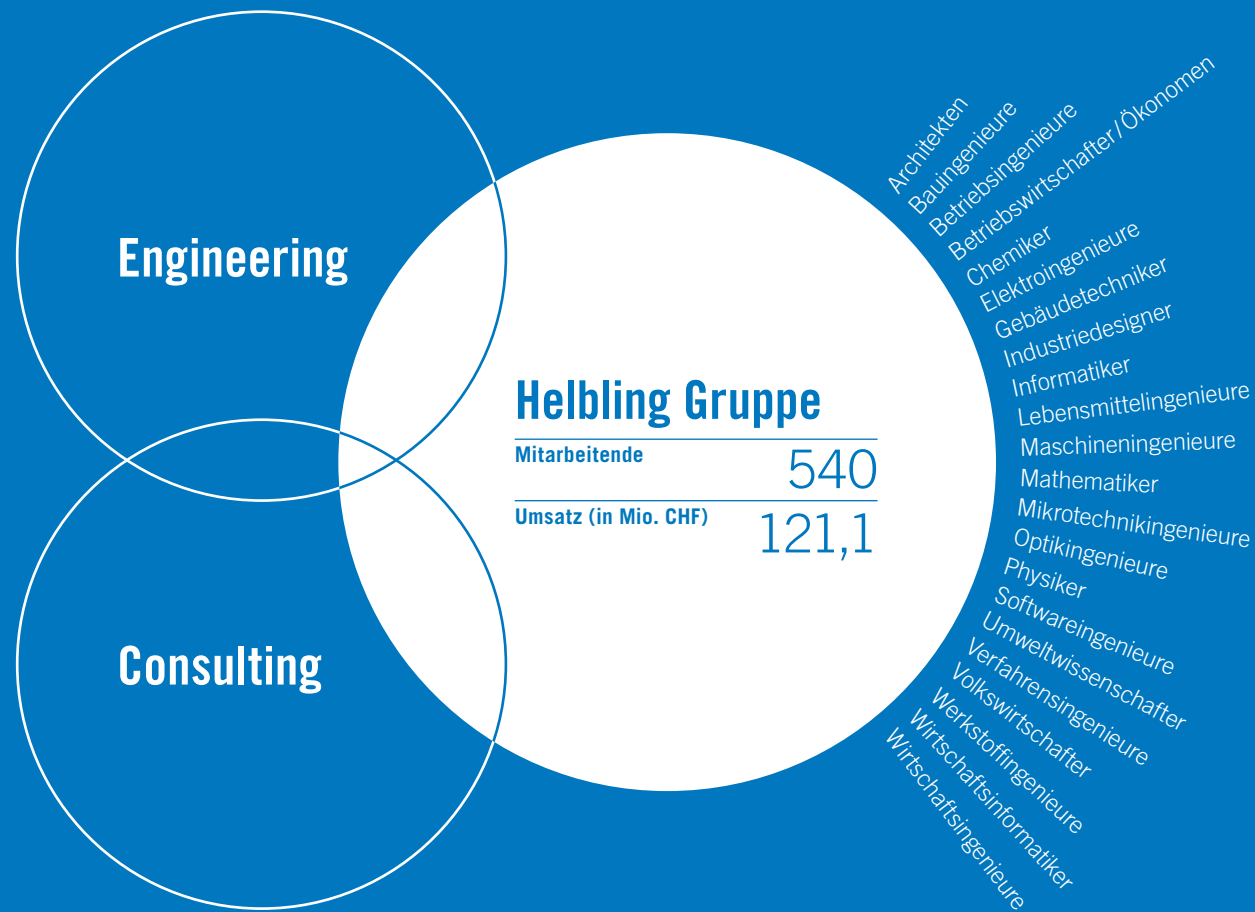 Engineering
Consulting
Helbling Gruppe
Mitarbeitende 540
Umsatz (in Mio. CHF) 121,1
Architekten
Bauingenieure
Betriebsingenieure
Betriebswirtschafter/Ökonomen
Chemiker
Elektroingenieure
Gebäudetechniker
Industriedesigner
Informatiker
Lebensmittelingenieure
Maschineningenieure
Mathematiker
Mikrotechnikingenieure
Optikingenieure
Physiker
Softwareingenieure
Umweltwissenschafter
Verfahrensingenieure
Volkswirtschafter
Werkstoffingenieure
Wirtschaftsinformatiker
Wirtschaftsingenieure